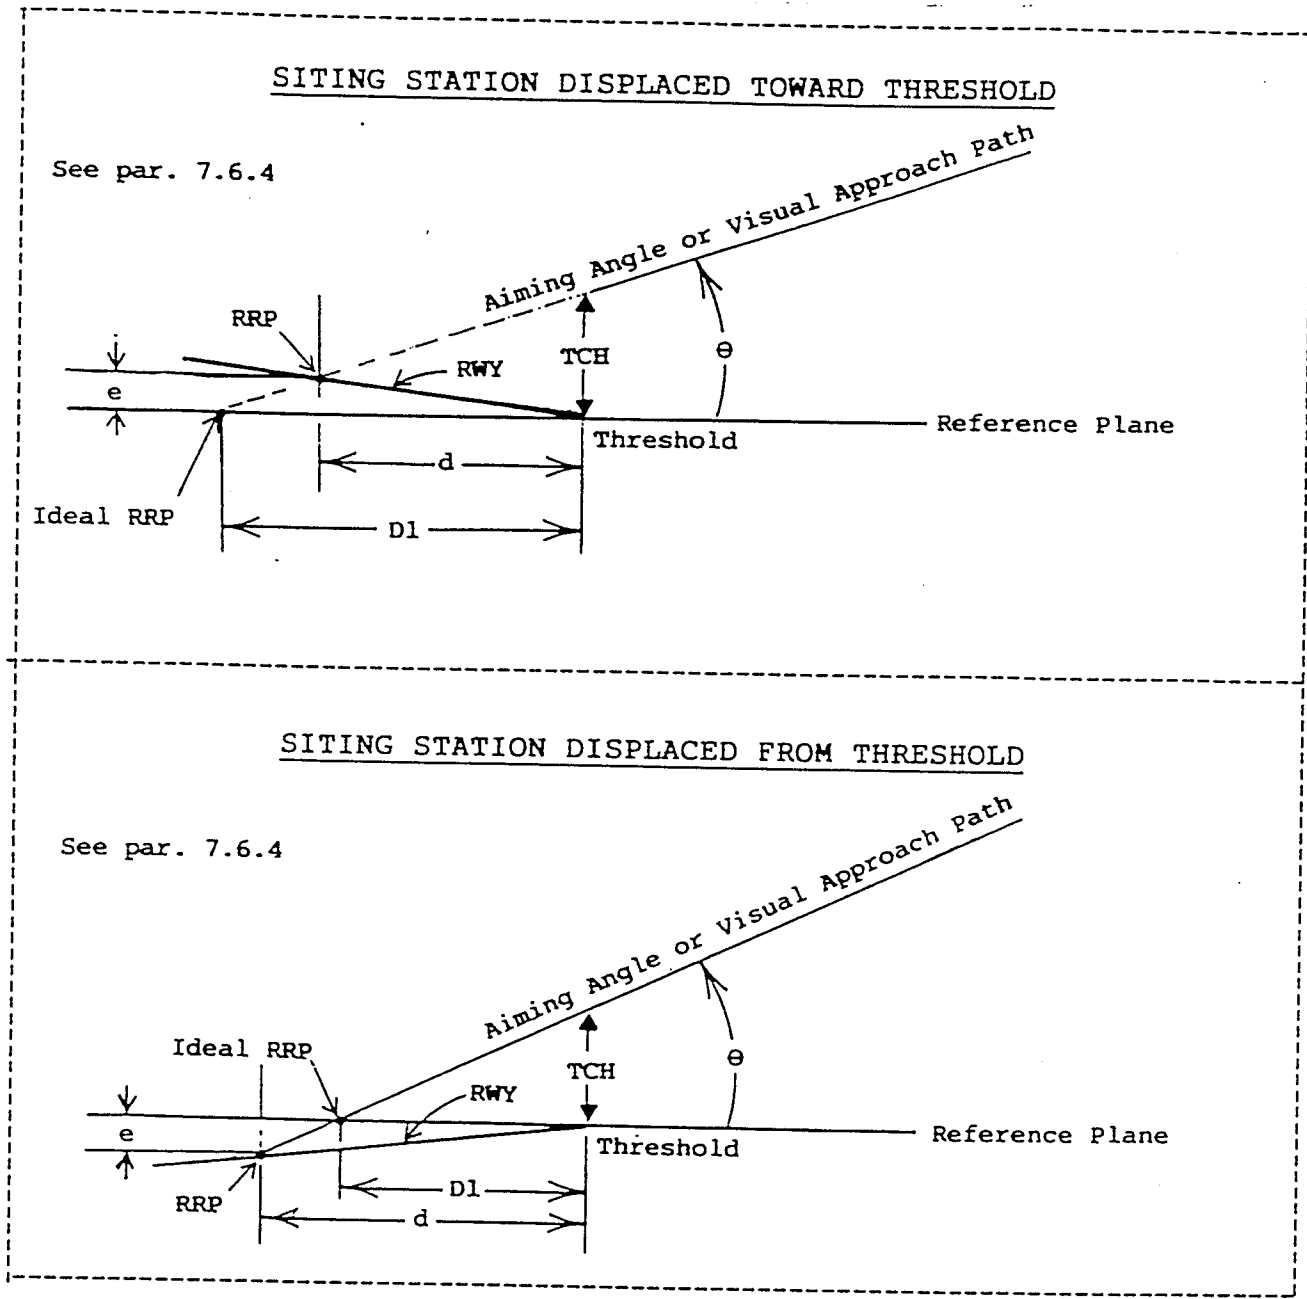 SITING STATION DISPLACED TOWARD THRESHOLD
See par. 7.6.4
Aiming Angle or Visual Approach Path
RRP
TCH
θ
RWY
e
Reference Plane
Threshold
d
Ideal RRP
D1
SITING STATION DISPLACED FROM THRESHOLD
See par. 7.6.4
Aiming Angle or Visual Approach Path
Ideal RRP
θ
TCH
RWY
e
Reference Plane
Threshold
D1
RRP
d